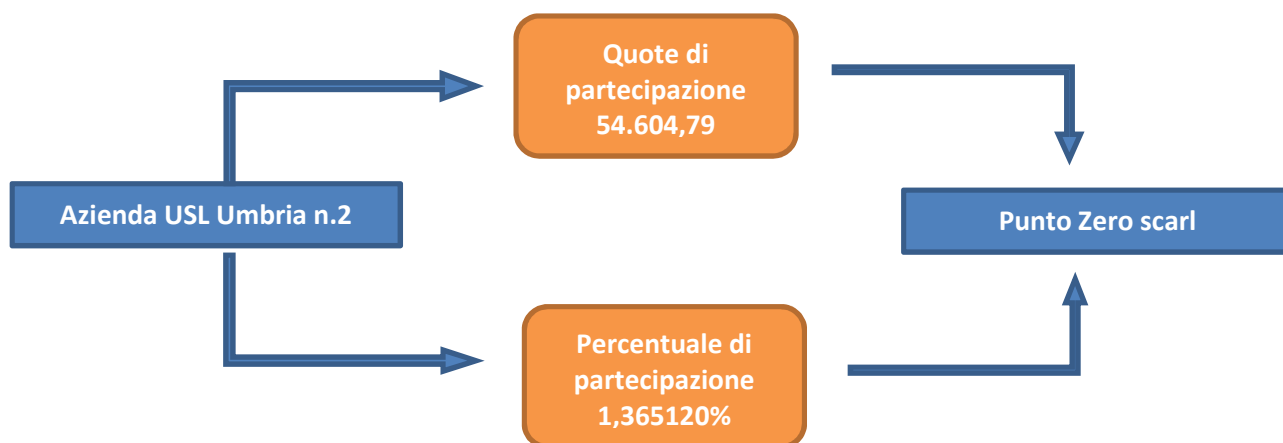 Quote di
partecipazione
54.604,79
Azienda USL Umbria n.2
Punto Zero scarl
Percentuale di
partecipazione
1,365120%